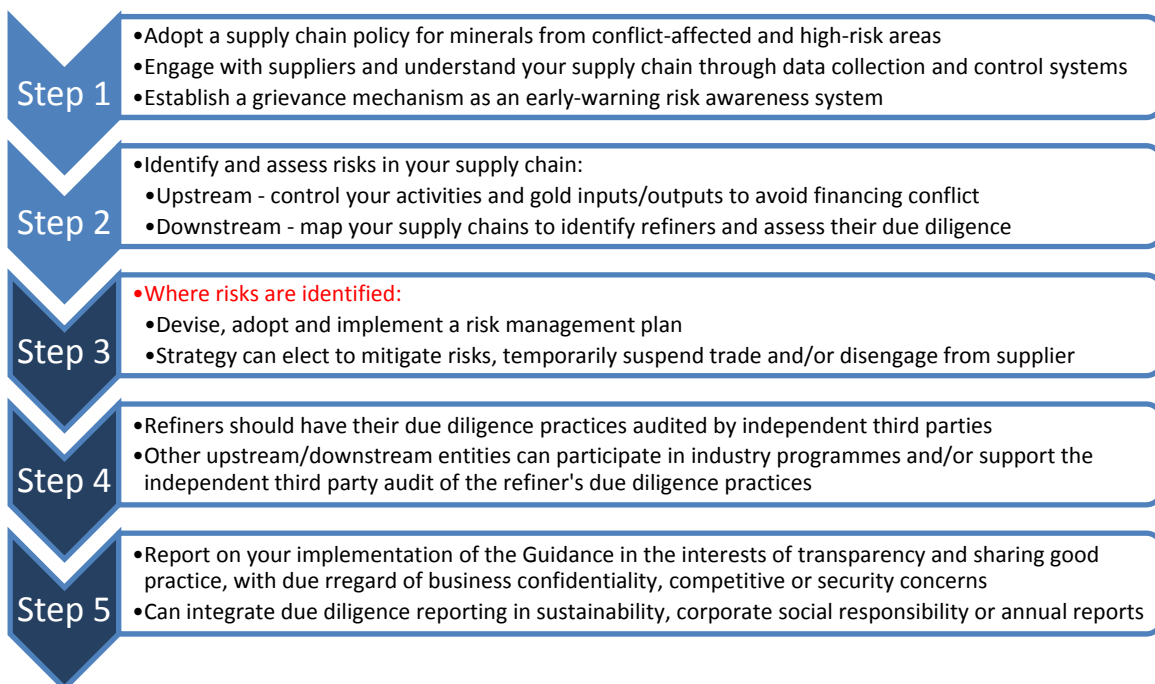 Step 1
•Adopt a supply chain policy for minerals from conflict-affected and high-risk areas
•Engage with suppliers and understand your supply chain through data collection and control systems
•Establish a grievance mechanism as an early-warning risk awareness system
Step 2
•Identify and assess risks in your supply chain:
•Upstream - control your activities and gold inputs/outputs to avoid financing conflict
•Downstream - map your supply chains to identify refiners and assess their due diligence
Step 3
•Where risks are identified:
•Devise, adopt and implement a risk management plan
•Strategy can elect to mitigate risks, temporarily suspend trade and/or disengage from supplier
Step 4
•Refiners should have their due diligence practices audited by independent third parties
•Other upstream/downstream entities can participate in industry programmes and/or support the
independent third party audit of the refiner's due diligence practices
Step 5
•Report on your implementation of the Guidance in the interests of transparency and sharing good
practice, with due rregard of business confidentiality, competitive or security concerns
•Can integrate due diligence reporting in sustainability, corporate social responsibility or annual reports